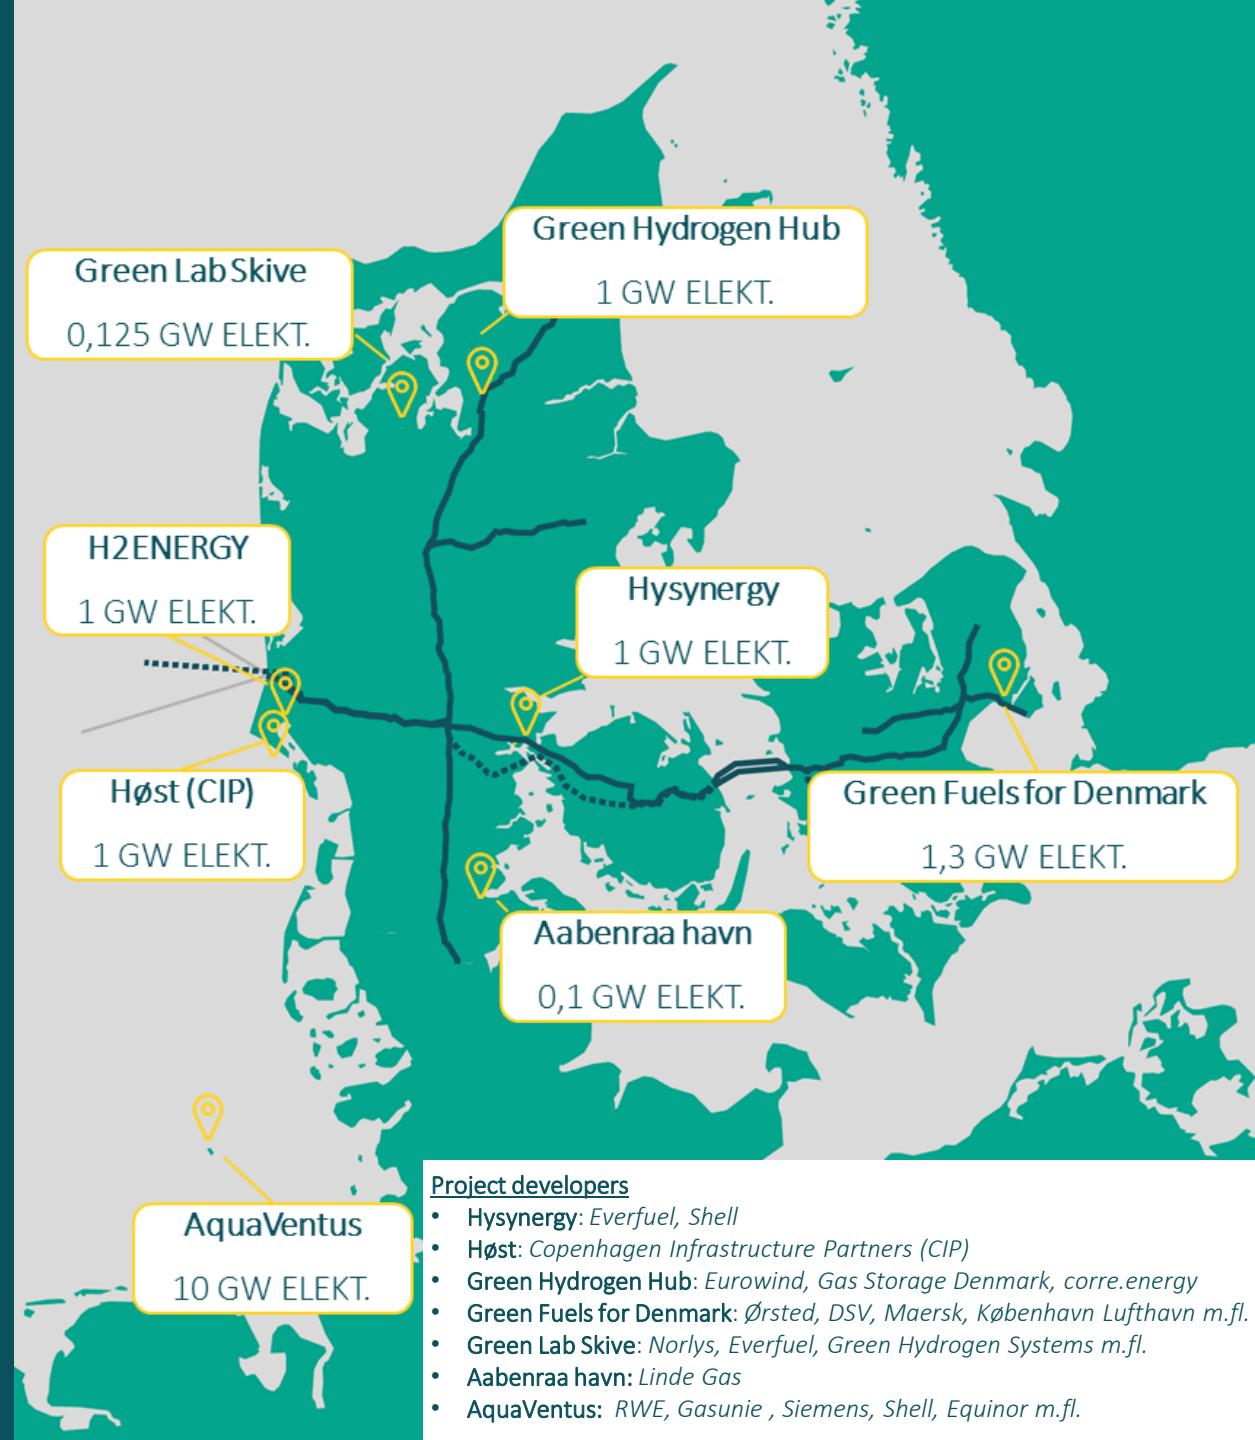 Green Hydrogen Hub
1 GW ELEKT.
Green Lab Skive
0,125 GW ELEKT.
H2ENERGY
1 GW ELEKT.
Hysynergy
1 GW ELEKT.
Høst (CIP)
1 GW ELEKT.
Green Fuels for Denmark
1,3 GW ELEKT.
Aabenraa havn
0,1 GW ELEKT.
AquaVentus
10 GW ELEKT.
Project developers
• Hysynergy: Everfuel, Shell
• Høst: Copenhagen Infrastructure Partners (CIP)
• Green Hydrogen Hub: Eurowind, Gas Storage Denmark, corre.energy
• Green Fuels for Denmark: Ørsted, DSV, Maersk, København Lufthavn m.fl.
• Green Lab Skive: Norlys, Everfuel, Green Hydrogen Systems m.fl.
• Aabenraa havn: Linde Gas
• AquaVentus: RWE, Gasunie , Siemens, Shell, Equinor m.fl.